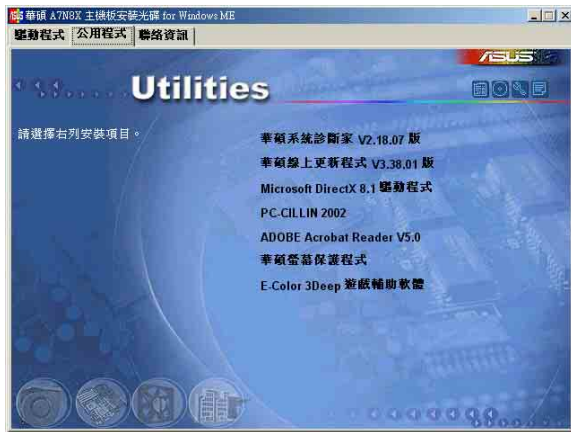 華碩 A7N8X 主機板安裝光碟 for Windows ME
驅動程式 公用程式 聯絡資訊
ASUS
Utilities
請選擇右列安裝項目。
華碩系統診斷家 V2.18.07 版
華碩線上更新程式 V3.38.01 版
Microsoft DirectX 8.1 驅動程式
PC-CILLIN 2002
ADOBE Acrobat Reader V5.0
華碩螢幕保護程式
E-Color 3Deep 遊戲輔助軟體